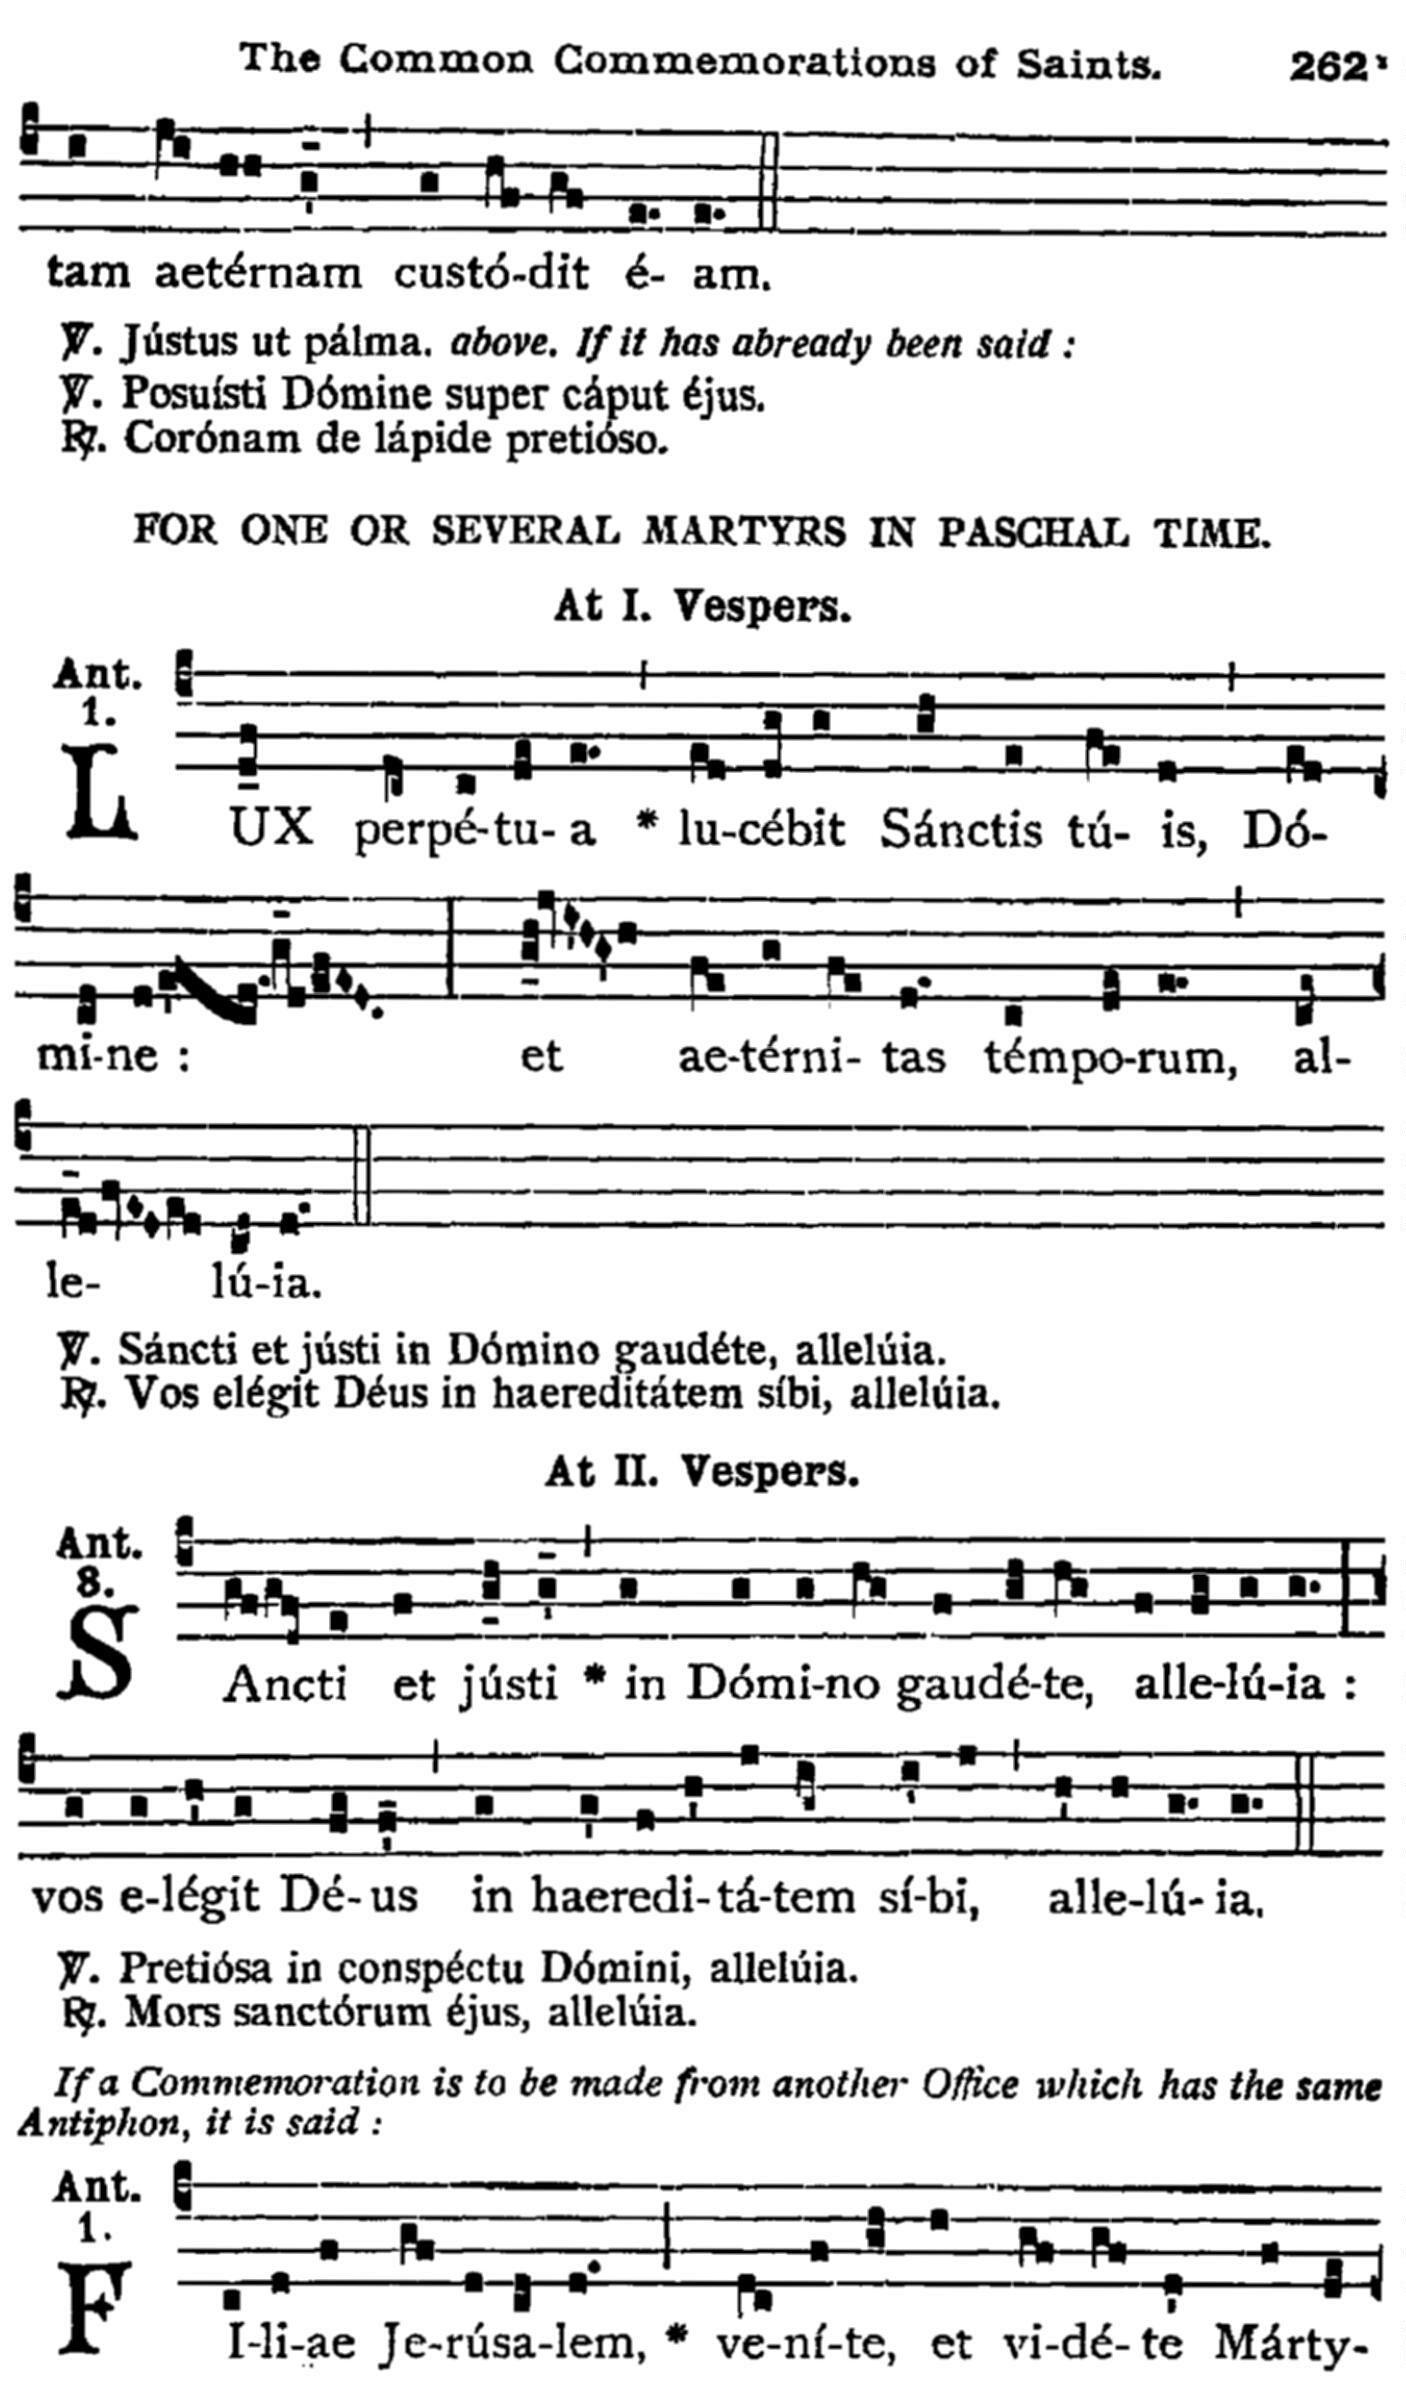 The Common Commemorations of Saints. 262
tam aetérnam custó-dit é- am.
℣. Jústus ut pálma. above. If it has abready been said :
℣. Posuísti Dómine super cáput éjus.
℟. Corónam de lápide pretióso.
FOR ONE OR SEVERAL MARTYRS IN PASCHAL TIME.
At I. Vespers.
Ant.
1.
LUX perpé-tu- a * lu-cébit Sánctis tú- is, Dó-
mi-ne : et ae-térni- tas témpo-rum, al-
le- lú-ia.
℣. Sáncti et jústi in Dómino gaudéte, allelúia.
℟. Vos elégit Déus in haereditátem síbi, allelúia.
At II. Vespers.
Ant.
8.
SAncti et jústi * in Dómi-no gaudé-te, alle-lú-ia :
vos e-légit Dé-us in haeredi-tá-tem sí-bi, alle-lú- ia.
℣. Pretiósa in conspéctu Dómini, allelúia.
℟. Mors sanctórum éjus, allelúia.
If a Commemoration is to be made from another Office which has the same
Antiphon, it is said :
Ant.
1.
FI-li-ae Je-rúsa-lem, * ve-ní-te, et vi-dé- te Márty-